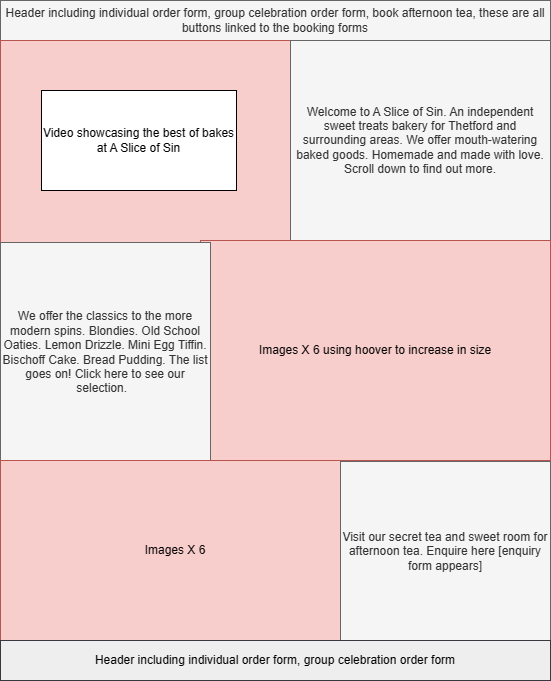 Header including individual order form, group celebration order form, book afternoon tea, these are all
buttons linked to the booking forms
Video showcasing the best of bakes
at A Slice of Sin
Welcome to A Slice of Sin. An independent
sweet treats bakery for Thetford and
surrounding areas. We offer mouth-watering
baked goods. Homemade and made with love.
Scroll down to find out more.
We offer the classics to the more
modern spins. Blondies. Old School
Oaties. Lemon Drizzle. Mini Egg Tiffin.
Bischoff Cake. Bread Pudding. The list
goes on! Click here to see our
selection.
Images X 6 using hoover to increase in size
Images X 6
Visit our secret tea and sweet room for
afternoon tea. Enquire here [enquiry
form appears]
Header including individual order form, group celebration order form